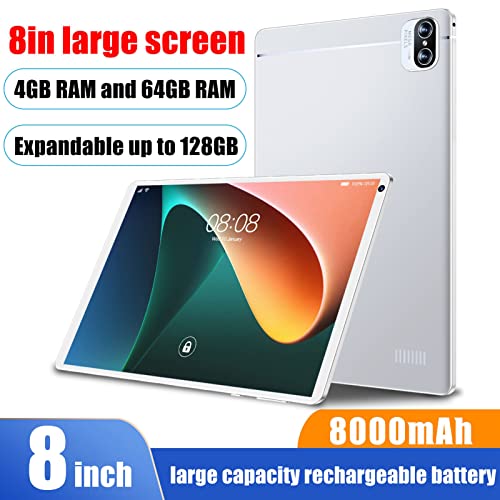 8in large screen
4GB RAM and 64GB RAM
Expandable up to 128GB
08:08
8000mAh
8 inch
large capacity rechargeable battery